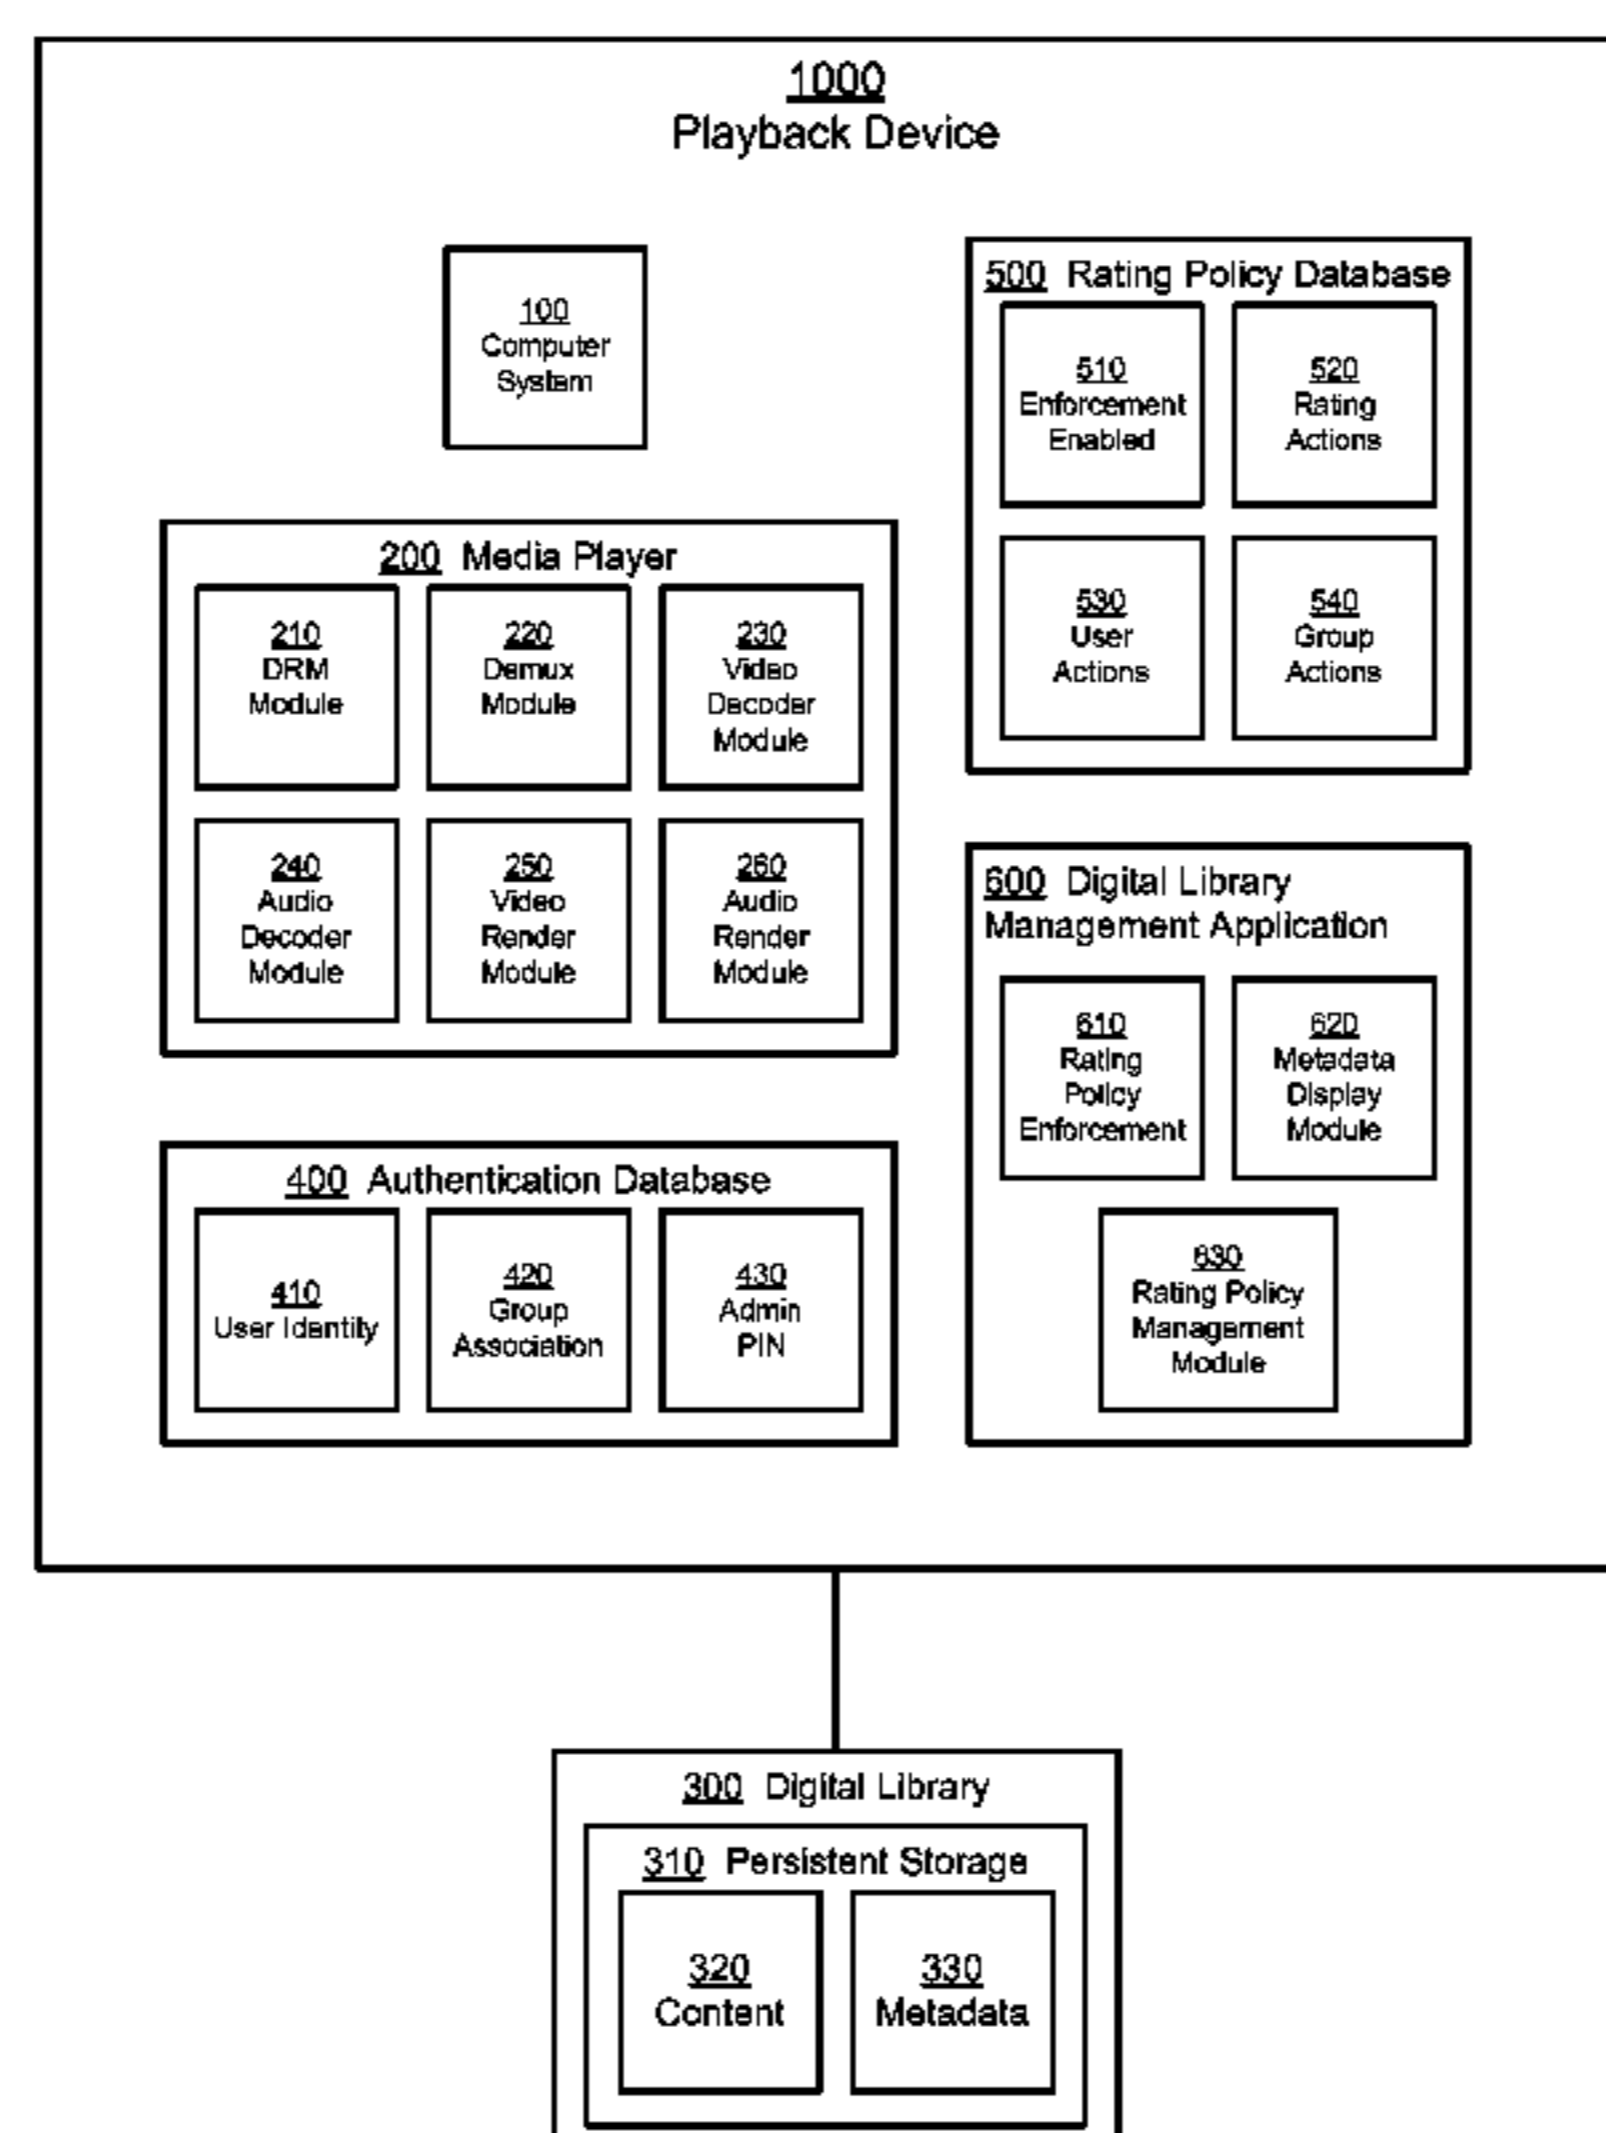 1000
Playback Device
100
Computer
System
500 Rating Policy Database
510
Enforcement
Enabled
520
Rating
Actions
530
User
Actions
540
Group
Actions
200 Media Player
210
DRM
Module
220
Demux
Module
230
Video
Decoder
Module
240
Audio
Decoder
Module
250
Video
Render
Module
260
Audio
Render
Module
600 Digital Library
Management Application
610
Rating
Policy
Enforcement
620
Metadata
Display
Module
630
Rating Policy
Management
Module
400 Authentication Database
410
User Identity
420
Group
Association
430
Admin
PIN
300 Digital Library
310 Persistent Storage
320
Content
330
Metadata